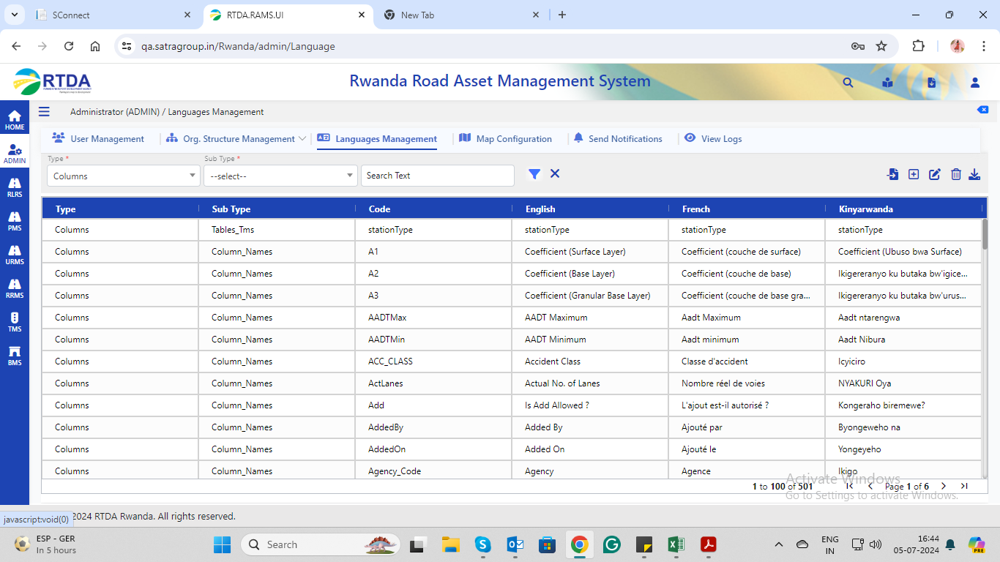 SConnect
RTDA.RAMS.UI
New Tab
qa.satragroup.in/Rwanda/admin/Language
RTDA
Rwanda Road Asset Management System
HOME
ADMIN
RLRS
PMS
URMS
RRMS
TMS
BMS
Administrator (ADMIN) / Languages Management
User Management Org. Structure Management Languages Management Map Configuration Send Notifications View Logs
Type * Sub Type *
Columns --select-- Search Text
Type Sub Type Code English French Kinyarwanda
Columns Tables_Tms stationType stationType stationType stationType
Columns Column_Names A1 Coefficient (Surface Layer) Coefficient (couche de surface) Coefficient (Ubuso bwa Surface)
Columns Column_Names A2 Coefficient (Base Layer) Coefficient (couche de base) Ikigereranyo ku butaka bw'igice...
Columns Column_Names A3 Coefficient (Granular Base Layer) Coefficient (couche de base gra... Ikigereranyo ku butaka bw'urus...
Columns Column_Names AADTMax AADT Maximum Aadt Maximum Aadt ntarengwa
Columns Column_Names AADTMin AADT Minimum Aadt minimum Aadt Nibura
Columns Column_Names ACC_CLASS Accident Class Classe d'accident Icyiciro
Columns Column_Names ActLanes Actual No. of Lanes Nombre réel de voies NYAKURI Oya
Columns Column_Names Add Is Add Allowed ? L'ajout est-il autorisé ? Kongeraho biremewe?
Columns Column_Names AddedBy Added By Ajouté par Byongeweho na
Columns Column_Names AddedOn Added On Ajouté le Yongeyeho
Columns Column_Names Agency_Code Agency Agence Ikigo
1 to 100 of 501 Page 1 of 6
Activate Windows
Go to Settings to activate Windows.
javascript:void(0) 2024 RTDA Rwanda. All rights reserved.
ESP - GER
In 5 hours
Search
ENG
IN
16:44
05-07-2024
PRE